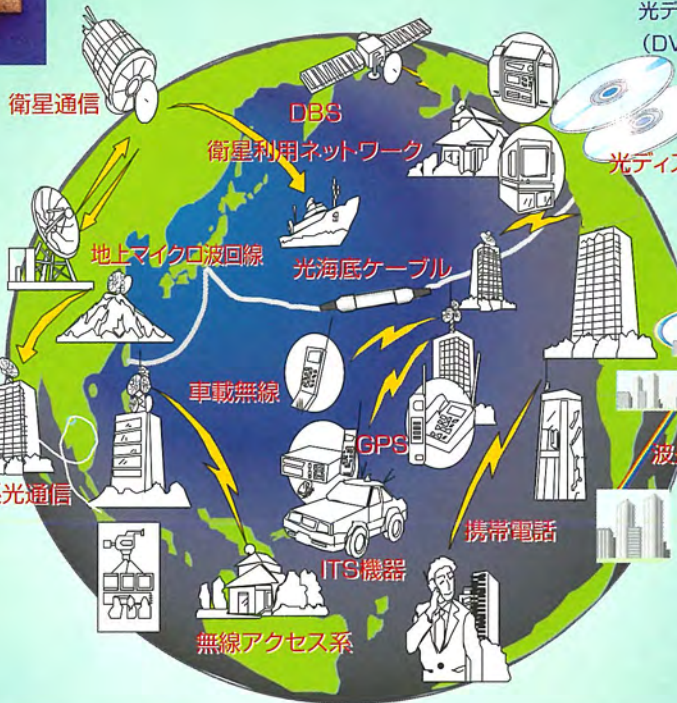 光デ
(DV
衛星通信
DBS
衛星利用ネットワーク
光ディス
地上マイクロ波回線
光海底ケーブル
車載無線
GPS
波長
光通信
携帯電話
ITS機器
無線アクセス系